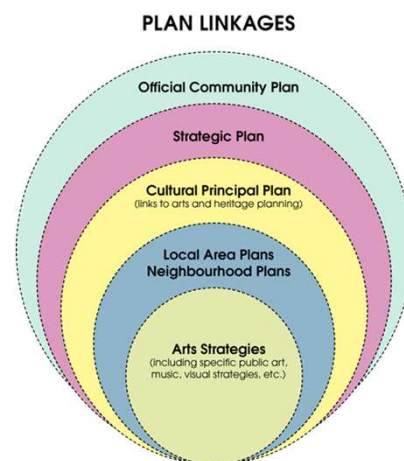 PLAN LINKAGES
Official Community Plan
Strategic Plan
Cultural Principal Plan
(links to arts and heritage planning)
Local Area Plans
Neighbourhood Plans
Arts Strategies
(including specific public art,
music, visual strategies, etc.)